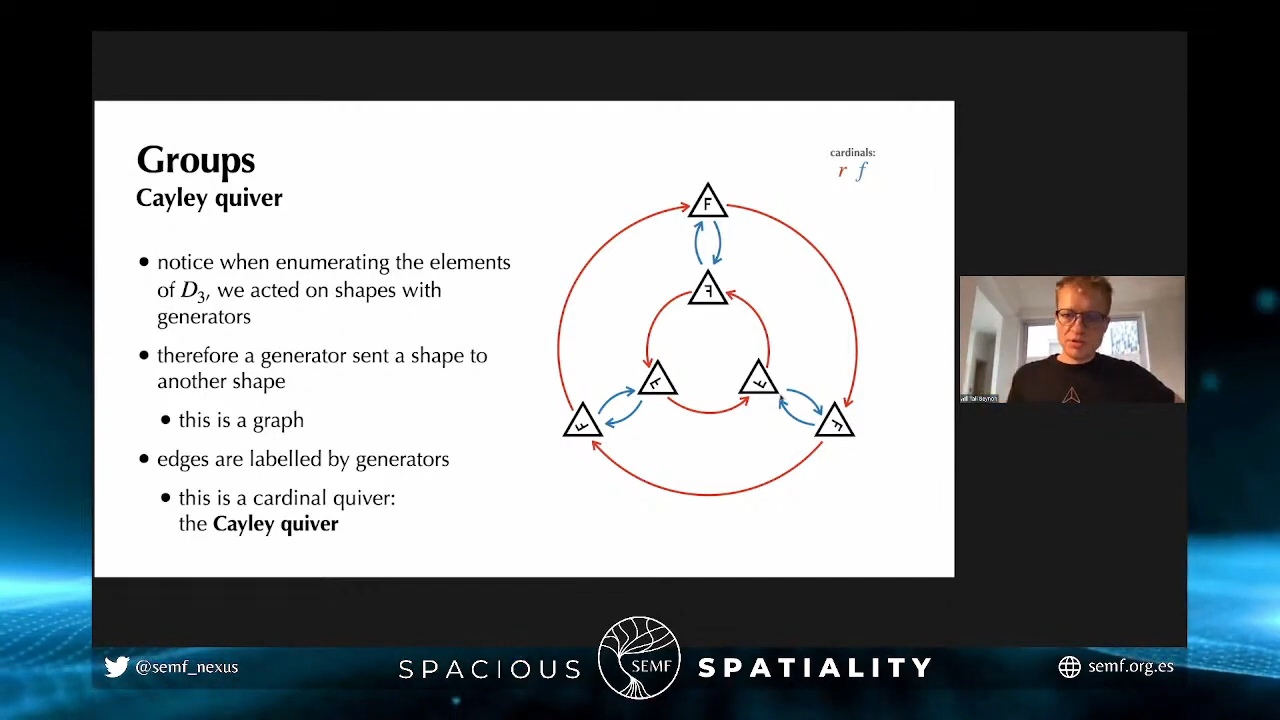 Groups
Cayley quiver
cardinals:
r f
• notice when enumerating the elements
of D3, we acted on shapes with
generators
• therefore a generator sent a shape to
another shape
• this is a graph
• edges are labelled by generators
• this is a cardinal quiver:
the Cayley quiver
F
F
F
F
F
F
@semf_nexus
SPACIOUS
SEMF
SPATIALITY
semf.org.es